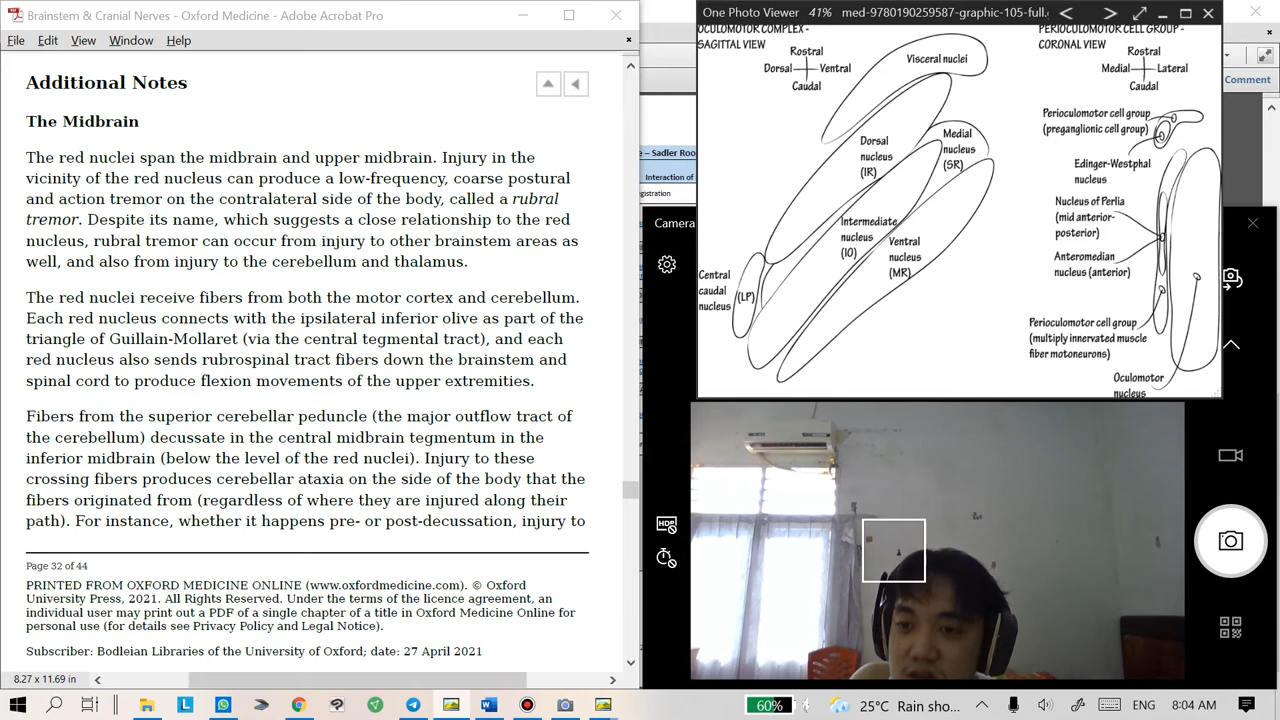 Brainstem & Cranial Nerves - Oxford Medicine - Adobe Acrobat Pro
File Edit View Window Help
Additional Notes
The Midbrain
The red nuclei span the midbrain and upper midbrain. Injury in the
vicinity of the red nucleus can produce a low-frequency, coarse postural
and action tremor on the contralateral side of the body, called a rubral
tremor. Despite its name, which suggests a close relationship to the red
nucleus, rubral tremor can occur from injury to other brainstem areas as
well, and also from injury to the cerebellum and thalamus.
The red nuclei receive fibers from both the motor cortex and cerebellum.
Each red nucleus connects with the ipsilateral inferior olive as part of the
triangle of Guillain-Mollaret (via the central tegmental tract), and each
red nucleus also sends rubrospinal tract fibers down the brainstem and
spinal cord to produce flexion movements of the upper extremities.
Fibers from the superior cerebellar peduncle (the major outflow tract of
the cerebellum) decussate in the central midbrain tegmentum in the
inferior midbrain (below the level of the red nuclei). Injury to these
crossing fibers produces cerebellar ataxia on the side of the body that the
fibers originated from (regardless of where they are injured along their
path). For instance, whether it happens pre- or post-decussation, injury to
Page 32 of 44
PRINTED FROM OXFORD MEDICINE ONLINE (www.oxfordmedicine.com). © Oxford
University Press, 2021. All Rights Reserved. Under the terms of the licence agreement, an
individual user may print out a PDF of a single chapter of a title in Oxford Medicine Online for
personal use (for details see Privacy Policy and Legal Notice).
Subscriber: Bodleian Libraries of the University of Oxford; date: 27 April 2021
8.27 x 11.69 in
One Photo Viewer 41% med-9780190259587-graphic-105-full.
OCULOMOTOR COMPLEX -
SAGITTAL VIEW
Rostral
Dorsal Ventral
Caudal
Visceral nuclei
Dorsal
nucleus
(IR)
Medial
nucleus
(SR)
Intermediate
nucleus
(IO)
Ventral
nucleus
(MR)
Central
caudal
nucleus
(LP)
PERIOCULOMOTOR CELL GROUP -
CORONAL VIEW
Rostral
Medial Lateral
Caudal
Perioculomotor cell group
(preganglionic cell group)
Edinger-Westphal
nucleus
Nucleus of Perlia
(mid anterior-
posterior)
Anteromedian
nucleus (anterior)
Perioculomotor cell group
(multiply innervated muscle
fiber motoneurons)
Oculomotor
nucleus
Comment
e – Sadler Roo
Interaction of
registration
Camera
HDR
60%
25°C Rain sho...
ENG
8:04 AM